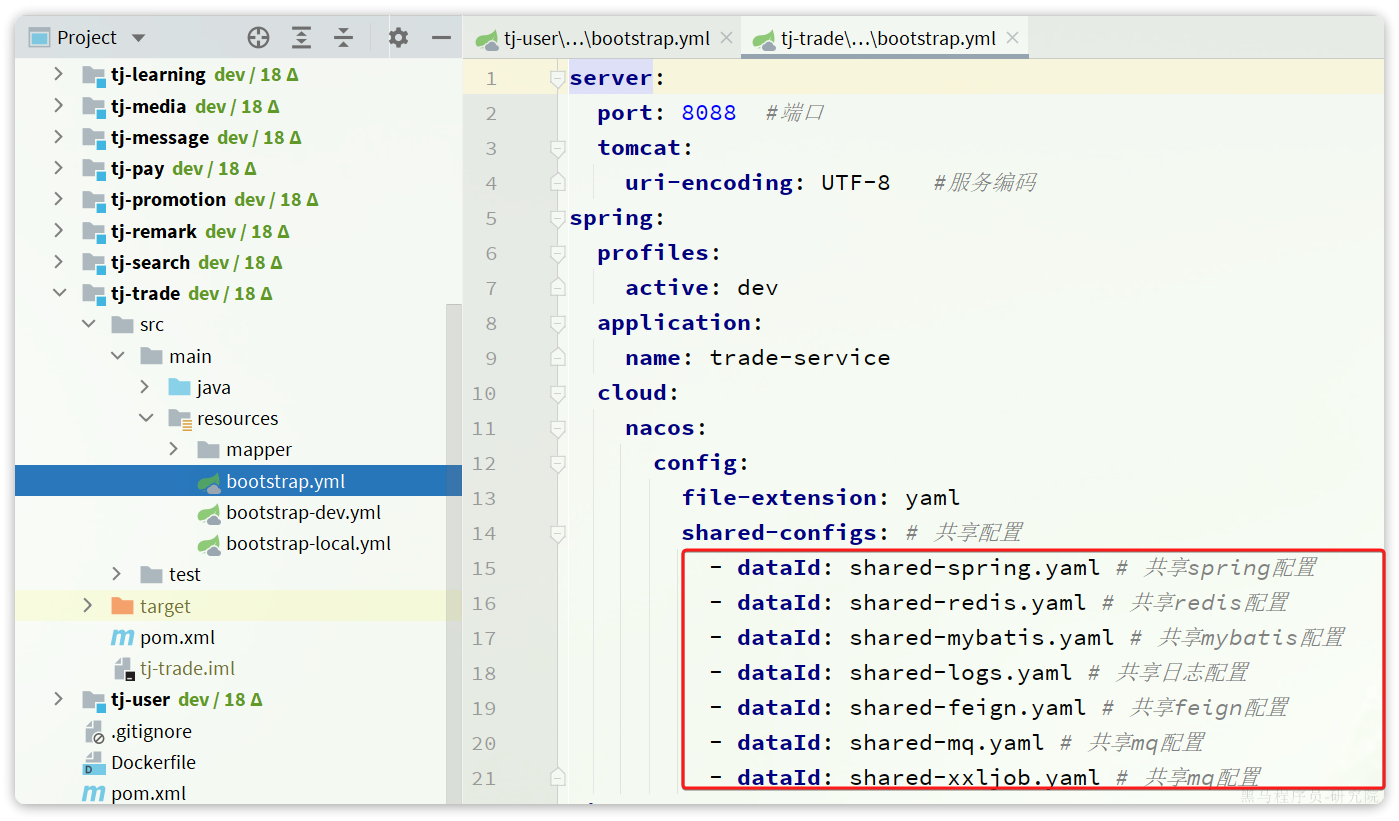 Project
tj-user\...\bootstrap.yml
tj-trade\...\bootstrap.yml
tj-learning dev / 18 Δ
tj-media dev / 18 Δ
tj-message dev / 18 Δ
tj-pay dev / 18 Δ
tj-promotion dev / 18 Δ
tj-remark dev / 18 Δ
tj-search dev / 18 Δ
tj-trade dev / 18 Δ
src
main
java
resources
mapper
bootstrap.yml
bootstrap-dev.yml
bootstrap-local.yml
test
target
pom.xml
tj-trade.iml
tj-user dev / 18 Δ
.gitignore
Dockerfile
pom.xml
1 server:
2 port: 8088 #端口
3 tomcat:
4 uri-encoding: UTF-8 #服务编码
5 spring:
6 profiles:
7 active: dev
8 application:
9 name: trade-service
10 cloud:
11 nacos:
12 config:
13 file-extension: yaml
14 shared-configs: # 共享配置
15 - dataId: shared-spring.yaml # 共享spring配置
16 - dataId: shared-redis.yaml # 共享redis配置
17 - dataId: shared-mybatis.yaml # 共享mybatis配置
18 - dataId: shared-logs.yaml # 共享日志配置
19 - dataId: shared-feign.yaml # 共享feign配置
20 - dataId: shared-mq.yaml # 共享mq配置
21 - dataId: shared-xxljob.yaml # 共享mq配置
黑马程序员-研究院